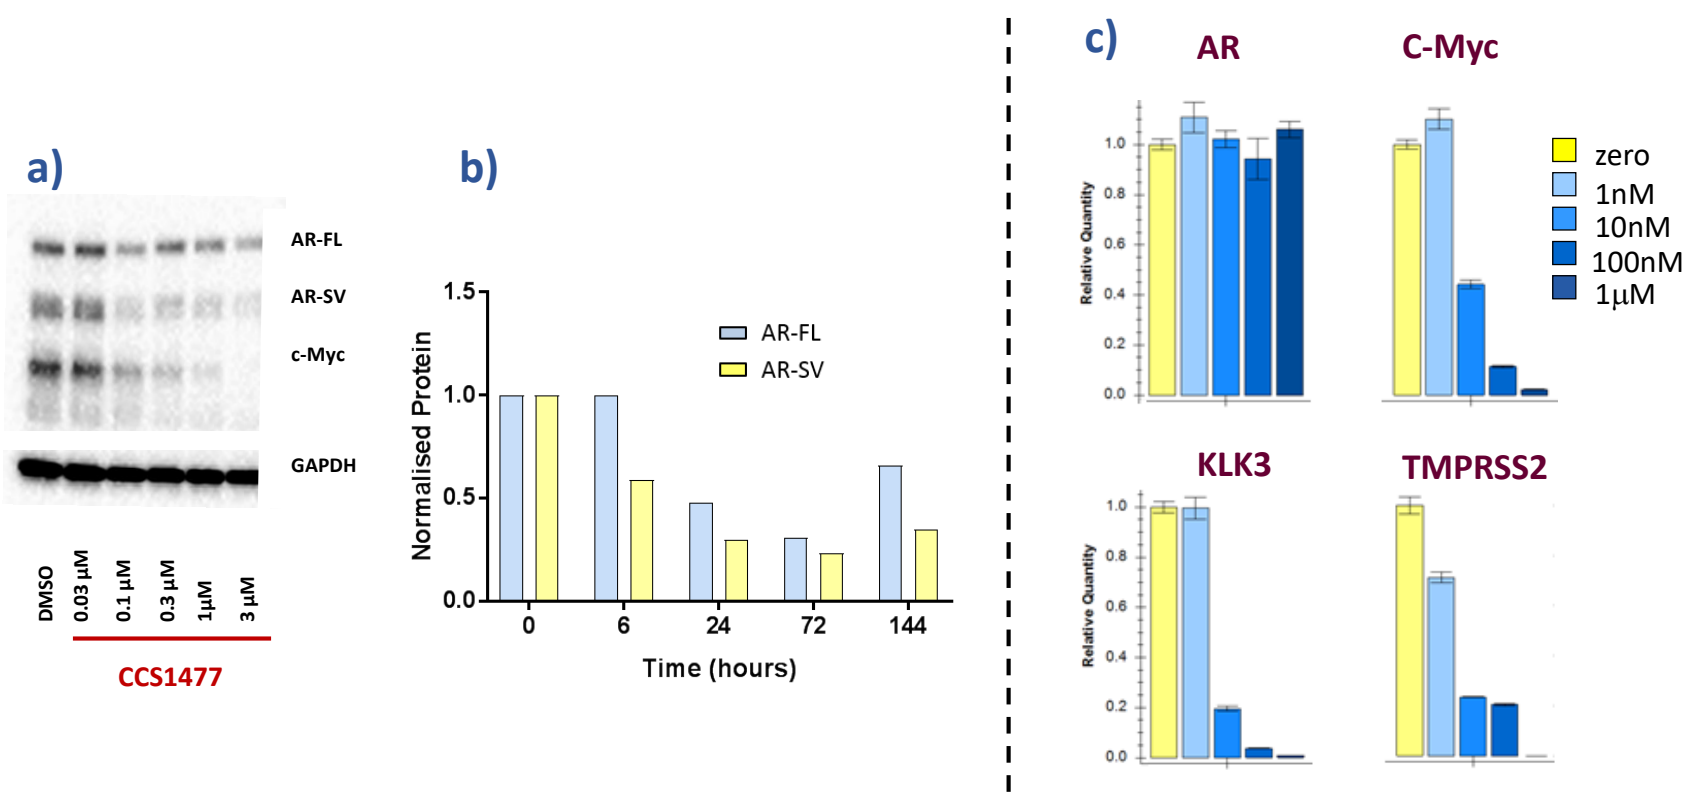 a)
AR-FL
AR-SV
c-Myc
GAPDH
DMSO
0.03 µM
0.1 µM
0.3 µM
1µM
3 µM
CCS1477
b)
Normalised Protein
1.5
1.0
0.5
0.0
AR-FL
AR-SV
0 6 24 72 144
Time (hours)
c)
AR
Relative Quantity
1.0
0.8
0.6
0.4
0.2
0.0
C-Myc
zero
1nM
10nM
100nM
1µM
KLK3
Relative Quantity
1.0
0.8
0.6
0.4
0.2
0.0
TMPRSS2